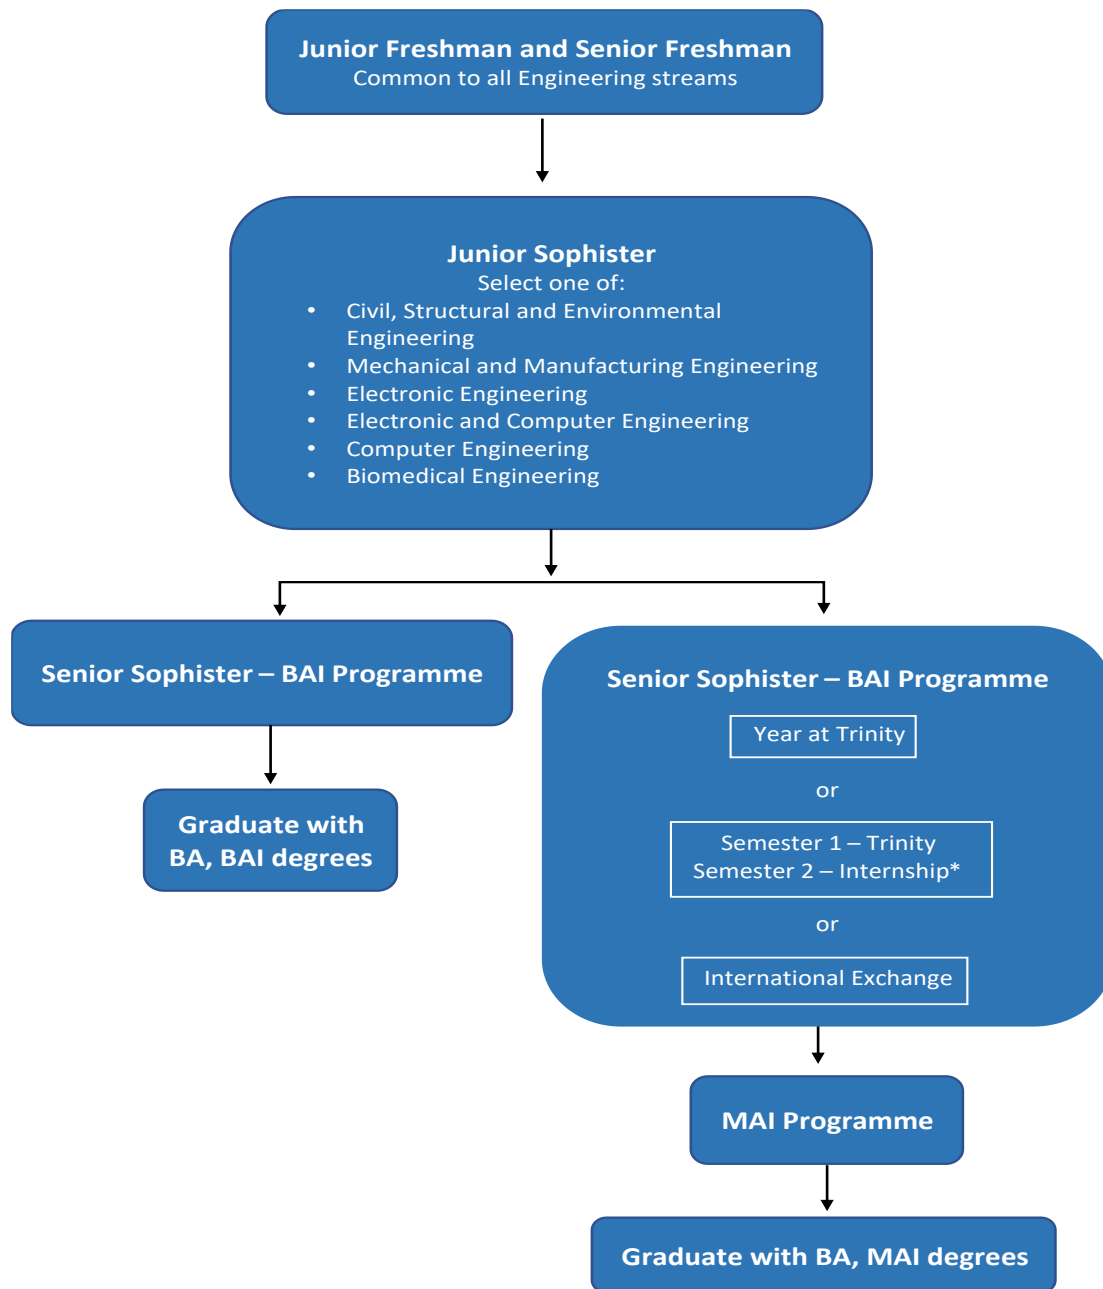 Junior Freshman and Senior Freshman
Common to all Engineering streams
Junior Sophister
Select one of:
• Civil, Structural and Environmental
Engineering
• Mechanical and Manufacturing Engineering
• Electronic Engineering
• Electronic and Computer Engineering
• Computer Engineering
• Biomedical Engineering
Senior Sophister – BAI Programme
Graduate with
BA, BAI degrees
Senior Sophister – BAI Programme
Year at Trinity
or
Semester 1 – Trinity
Semester 2 – Internship*
or
International Exchange
MAI Programme
Graduate with BA, MAI degrees